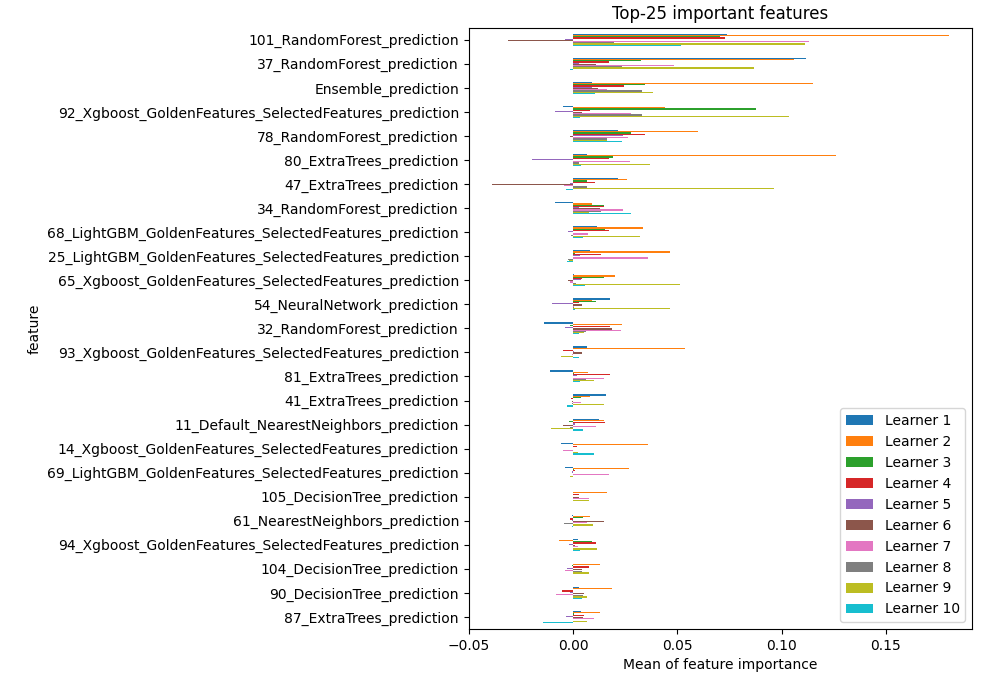 Top-25 important features
101_RandomForest_prediction
37_RandomForest_prediction
Ensemble_prediction
92_Xgboost_GoldenFeatures_SelectedFeatures_prediction
78_RandomForest_prediction
80_ExtraTrees_prediction
47_ExtraTrees_prediction
34_RandomForest_prediction
68_LightGBM_GoldenFeatures_SelectedFeatures_prediction
25_LightGBM_GoldenFeatures_SelectedFeatures_prediction
65_Xgboost_GoldenFeatures_SelectedFeatures_prediction
54_NeuralNetwork_prediction
32_RandomForest_prediction
93_Xgboost_GoldenFeatures_SelectedFeatures_prediction
81_ExtraTrees_prediction
41_ExtraTrees_prediction
11_Default_NearestNeighbors_prediction
14_Xgboost_GoldenFeatures_SelectedFeatures_prediction
69_LightGBM_GoldenFeatures_SelectedFeatures_prediction
105_DecisionTree_prediction
61_NearestNeighbors_prediction
94_Xgboost_GoldenFeatures_SelectedFeatures_prediction
104_DecisionTree_prediction
90_DecisionTree_prediction
87_ExtraTrees_prediction
feature
Learner 1
Learner 2
Learner 3
Learner 4
Learner 5
Learner 6
Learner 7
Learner 8
Learner 9
Learner 10
−0.05 0.00 0.05 0.10 0.15
Mean of feature importance